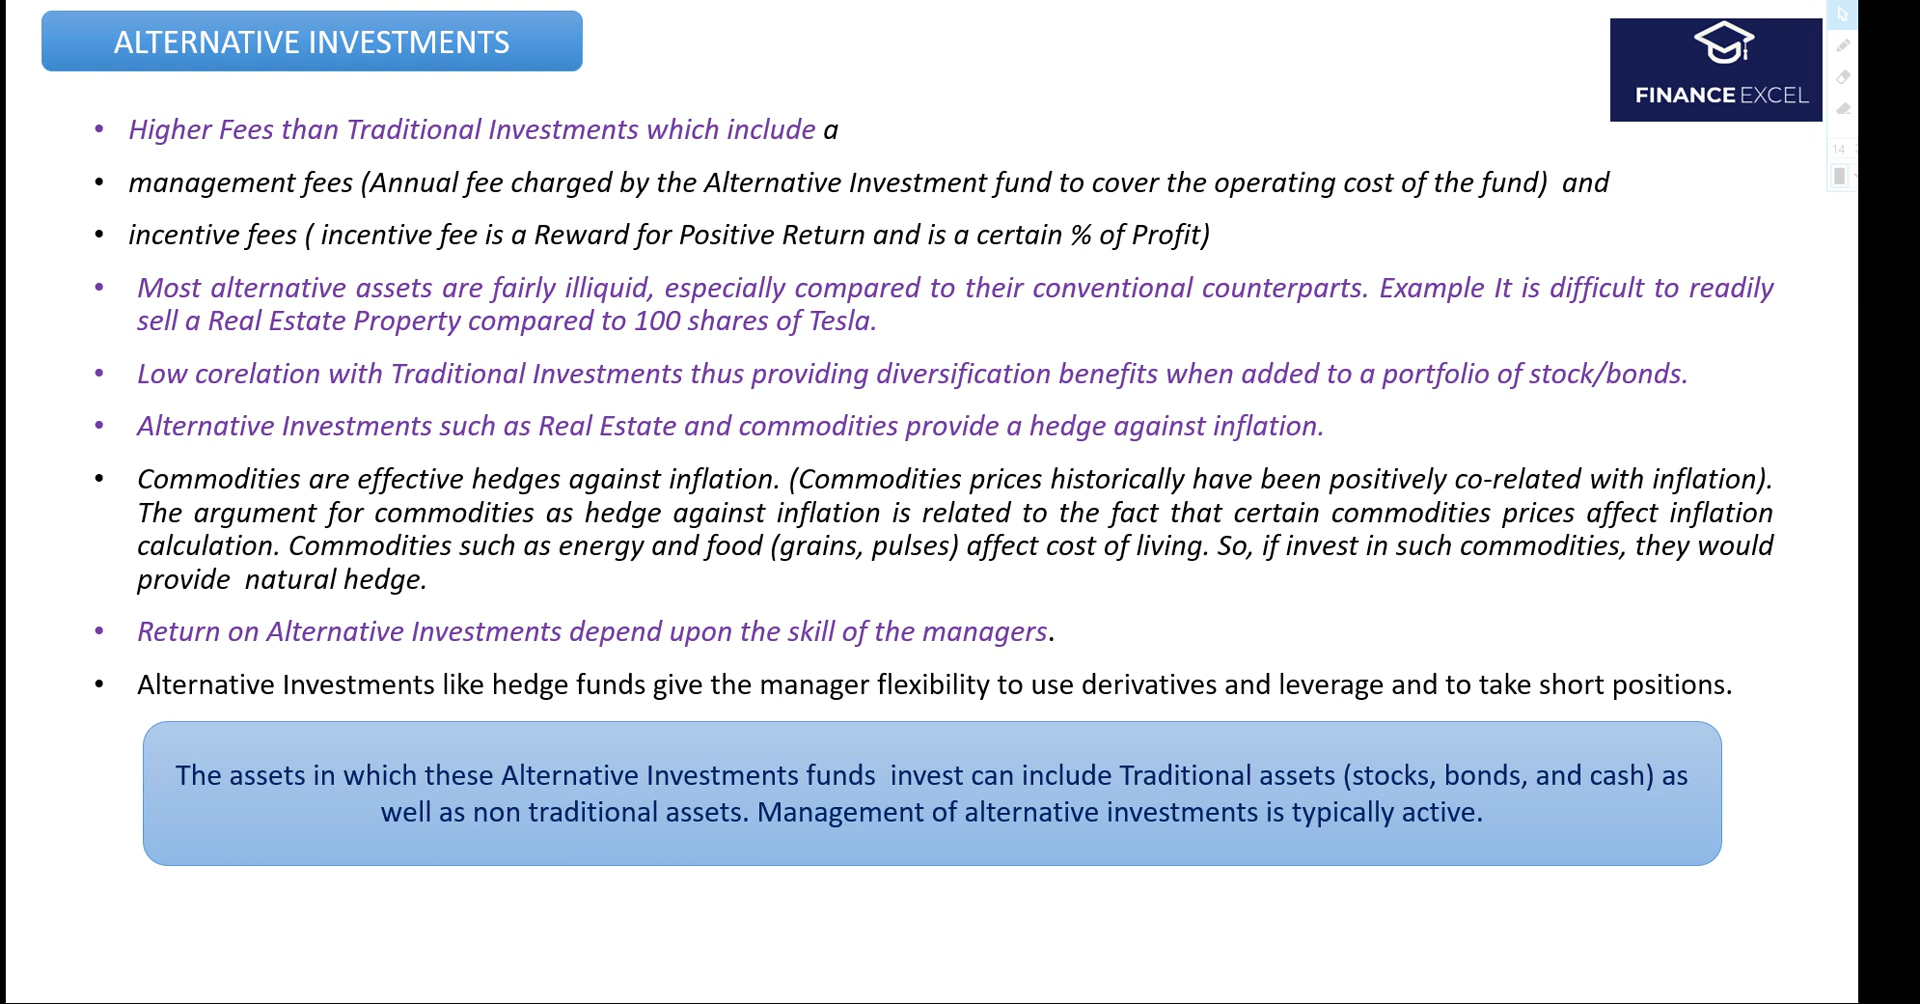 ALTERNATIVE INVESTMENTS
FINANCE EXCEL
• Higher Fees than Traditional Investments which include a
• management fees (Annual fee charged by the Alternative Investment fund to cover the operating cost of the fund)  and
• incentive fees ( incentive fee is a Reward for Positive Return and is a certain % of Profit)
14
• Most alternative assets are fairly illiquid, especially compared to their conventional counterparts. Example It is difficult to readily
sell a Real Estate Property compared to 100 shares of Tesla.
• Low corelation with Traditional Investments thus providing diversification benefits when added to a portfolio of stock/bonds.
• Alternative Investments such as Real Estate and commodities provide a hedge against inflation.
• Commodities are effective hedges against inflation. (Commodities prices historically have been positively co-related with inflation).
The argument for commodities as hedge against inflation is related to the fact that certain commodities prices affect inflation
calculation. Commodities such as energy and food (grains, pulses) affect cost of living. So, if invest in such commodities, they would
provide  natural hedge.
• Return on Alternative Investments depend upon the skill of the managers.
• Alternative Investments like hedge funds give the manager flexibility to use derivatives and leverage and to take short positions.
The assets in which these Alternative Investments funds  invest can include Traditional assets (stocks, bonds, and cash) as
well as non traditional assets. Management of alternative investments is typically active.